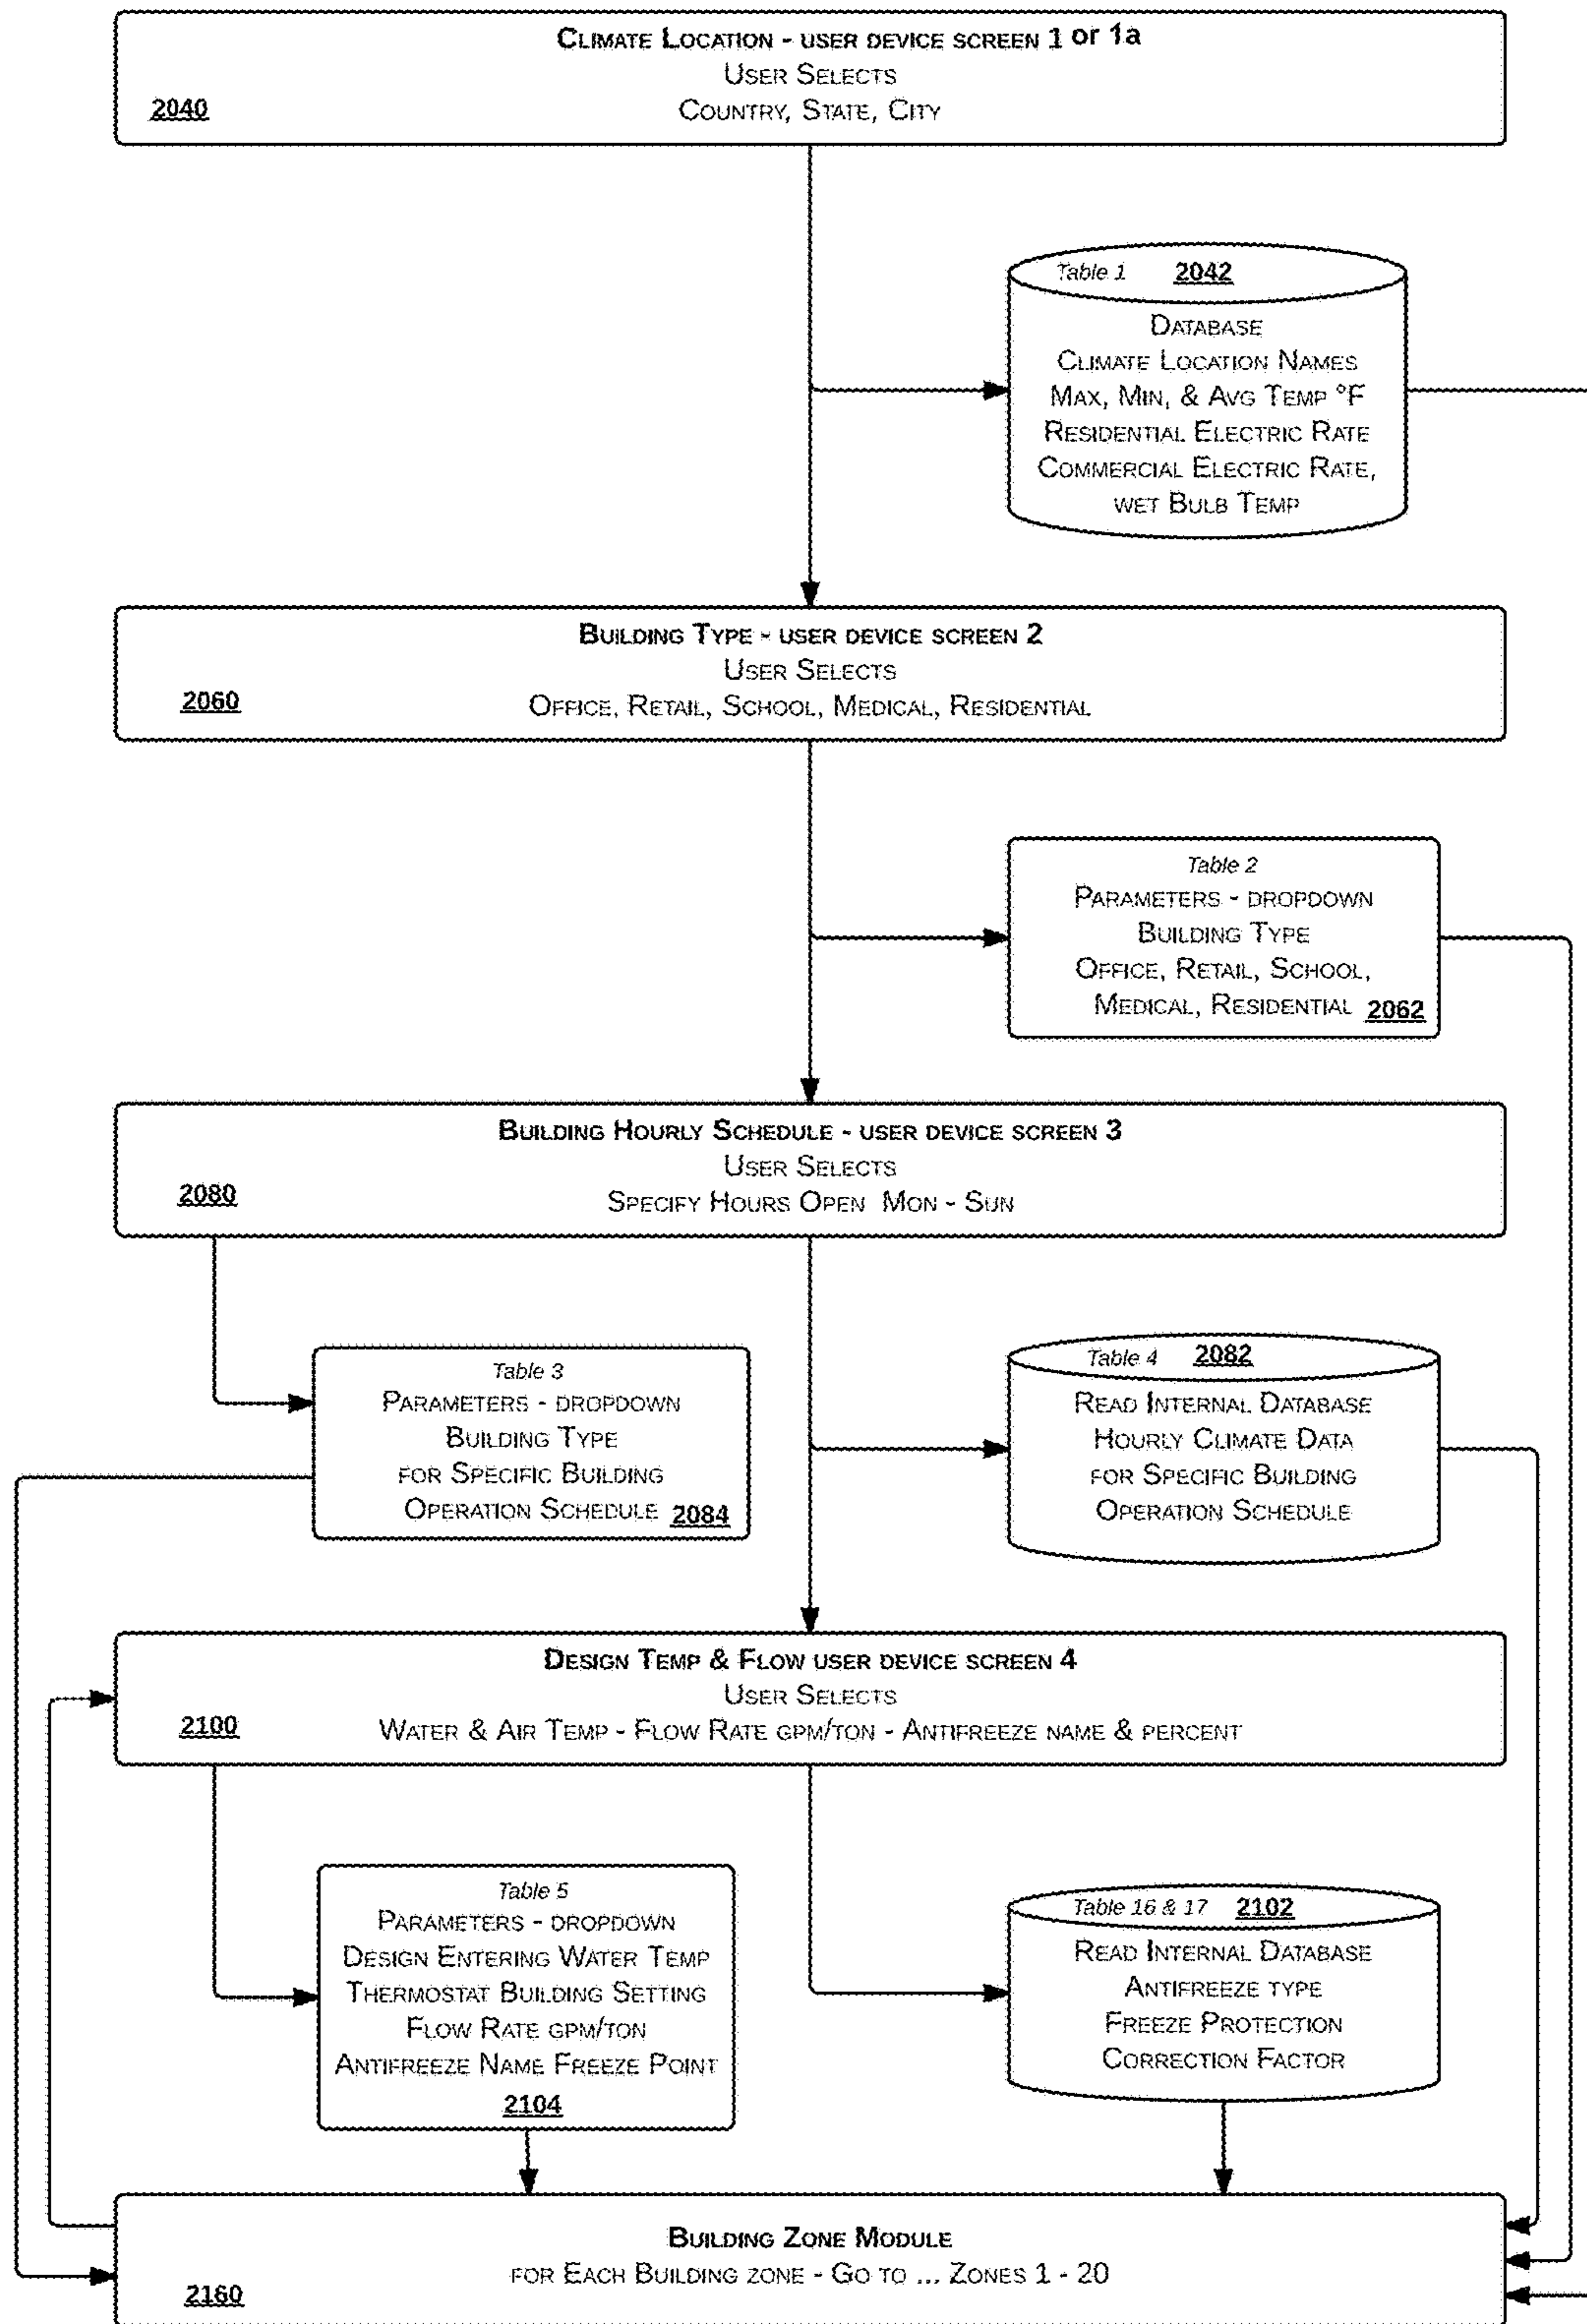 Climate Location - user device screen 1 or 1a
User Selects
2040
Country, State, City
Table 1 2042
Database
Climate Location Names
Max, Min, & Avg Temp °F
Residential Electric Rate
Commercial Electric Rate,
wet Bulb Temp
Building Type - user device screen 2
User Selects
2060
Office, Retail, School, Medical, Residential
Table 2
Parameters - dropdown
Building Type
Office, Retail, School,
Medical, Residential 2062
Building Hourly Schedule - user device screen 3
User Selects
2080
Specify Hours Open Mon - Sun
Table 3
Parameters - dropdown
Building Type
for Specific Building
Operation Schedule 2084
Table 4 2082
Read Internal Database
Hourly Climate Data
for Specific Building
Operation Schedule
Design Temp & Flow user device screen 4
User Selects
2100
Water & Air Temp - Flow Rate gpm/ton - Antifreeze name & percent
Table 5
Parameters - dropdown
Design Entering Water Temp
Thermostat Building Setting
Flow Rate gpm/ton
Antifreeze Name Freeze Point
2104
Table 16 & 17 2102
Read Internal Database
Antifreeze type
Freeze Protection
Correction Factor
Building Zone Module
for Each Building zone - Go to ... Zones 1 - 20
2160